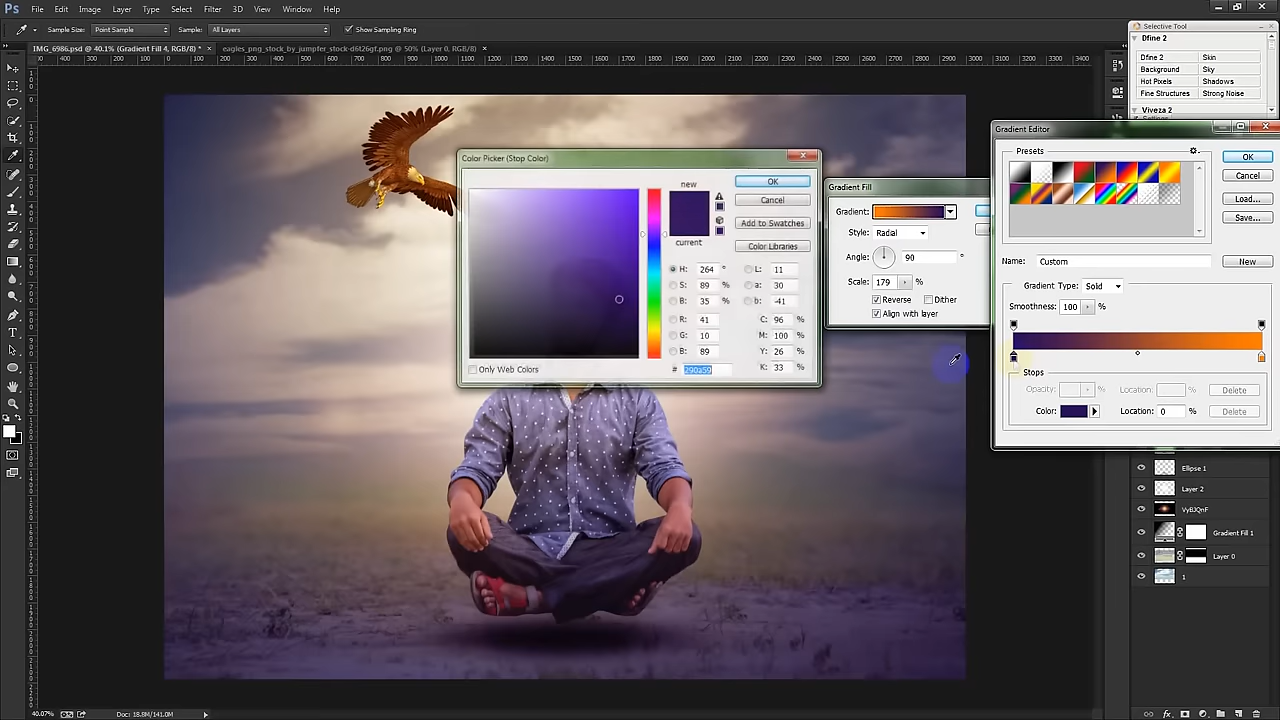 Ps File Edit Image Layer Type Select Filter 3D View Window Help
Sample Size: Point Sample Sample: All Layers Show Sampling Ring
IMG_6986.psd @ 40.1% (Gradient Fill 4, RGB/8) * × eagles_png_stock_by_jumpfer_stock-d6t26gf.png @ 50% (Layer 0, RGB/8) ×
Selective Tool
Dfine 2
Dfine 2 Skin
Background Sky
Hot Pixels Shadows
Fine Structures Strong Noise
Viveza 2
Color Picker (Stop Color)
new
current
OK
Cancel
Add to Swatches
Color Libraries
H: 264 ° L: 11
S: 89 % a: 30
B: 35 % b: -41
R: 41 C: 96 %
G: 10 M: 100 %
B: 89 Y: 26 %
# 290a59 K: 33 %
Only Web Colors
Gradient Fill
Gradient:
Style: Radial
Angle: 90 °
Scale: 179 %
Reverse Dither
Align with layer
Gradient Editor
Presets
OK
Cancel
Load...
Save...
Name: Custom New
Gradient Type: Solid
Smoothness: 100 %
Stops
Opacity: % Location: % Delete
Color: Location: 0 % Delete
Ellipse 1
Layer 2
VyBJQnF
Gradient Fill 1
Layer 0
1
40.07% Doc: 18.8M/141.0M